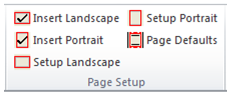 Insert Landscape
Setup Portrait
Insert Portrait
Page Defaults
Setup Landscape
Page Setup